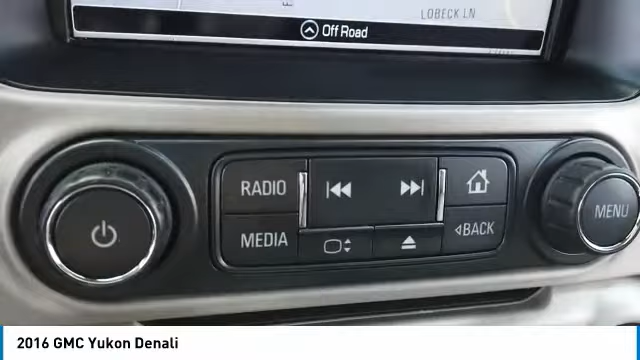 LOBECK LN
Off Road
RADIO
MEDIA
BACK
MENU
2016 GMC Yukon Denali